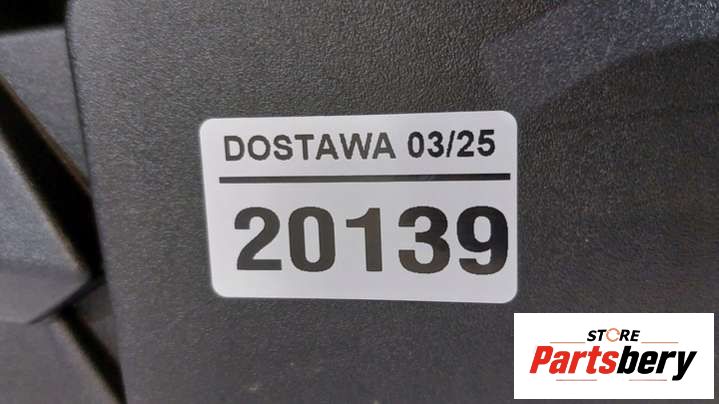 DOSTAWA 03/25
20139
STORE
Partsbery